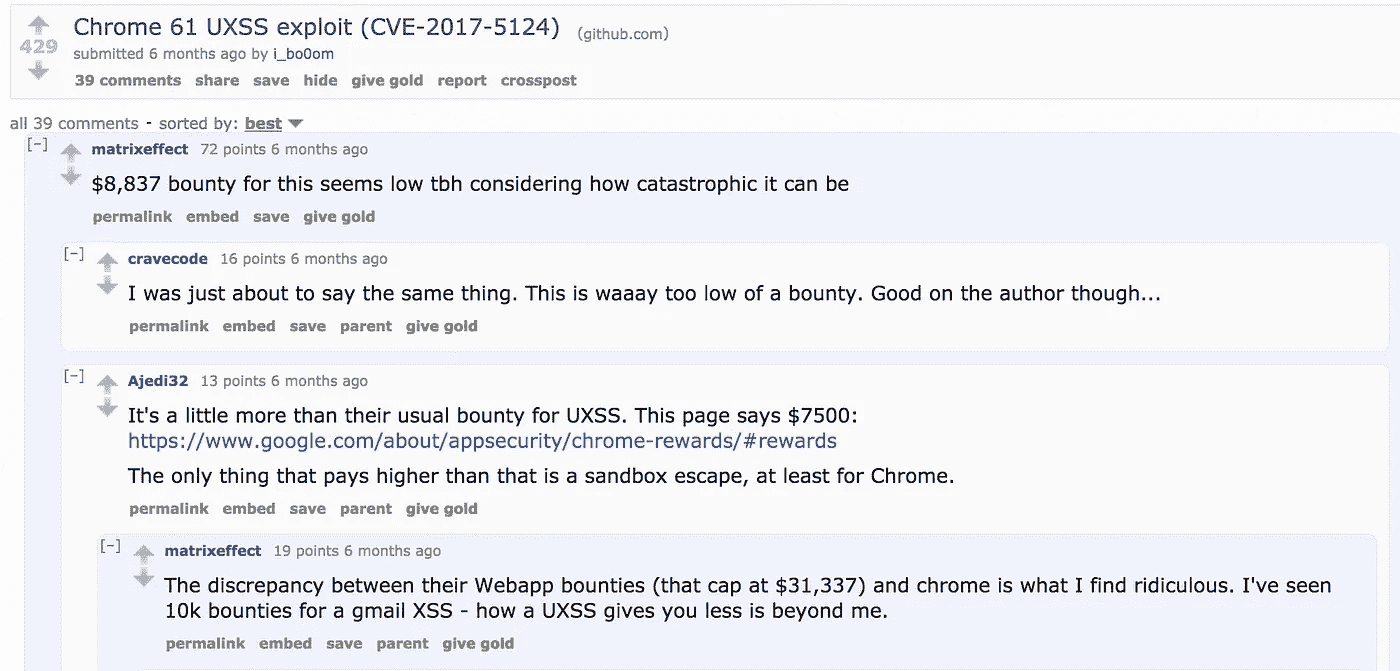 Chrome 61 UXSS exploit (CVE-2017-5124) (github.com)
429
submitted 6 months ago by i_bo0om
39 comments share save hide give gold report crosspost
all 39 comments - sorted by: best
[-] matrixeffect 72 points 6 months ago
$8,837 bounty for this seems low tbh considering how catastrophic it can be
permalink embed save give gold
[-] cravecode 16 points 6 months ago
I was just about to say the same thing. This is waaay too low of a bounty. Good on the author though...
permalink embed save parent give gold
[-] Ajedi32 13 points 6 months ago
It's a little more than their usual bounty for UXSS. This page says $7500:
https://www.google.com/about/appsecurity/chrome-rewards/#rewards
The only thing that pays higher than that is a sandbox escape, at least for Chrome.
permalink embed save parent give gold
[-] matrixeffect 19 points 6 months ago
The discrepancy between their Webapp bounties (that cap at $31,337) and chrome is what I find ridiculous. I've seen
10k bounties for a gmail XSS - how a UXSS gives you less is beyond me.
permalink embed save parent give gold